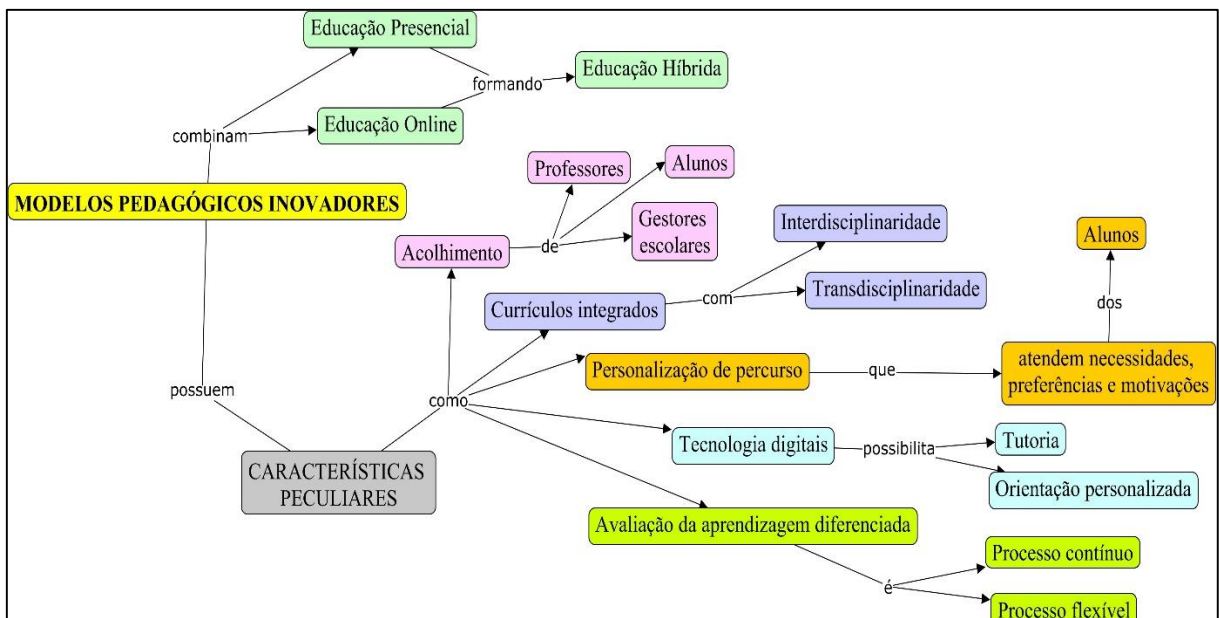 Educação Presencial
formando
Educação Híbrida
combinam
Educação Online
MODELOS PEDAGÓGICOS INOVADORES
Professores
Alunos
Acolhimento
de
Gestores
escolares
Interdisciplinaridade
Currículos integrados
com
Transdisciplinaridade
Alunos
dos
possuem
como
Personalização de percurso
que
atendem necessidades,
preferências e motivações
CARACTERÍSTICAS
PECULIARES
Tecnologia digitais
possibilita
Tutoria
Orientação personalizada
Avaliação da aprendizagem diferenciada
é
Processo contínuo
Processo flexível